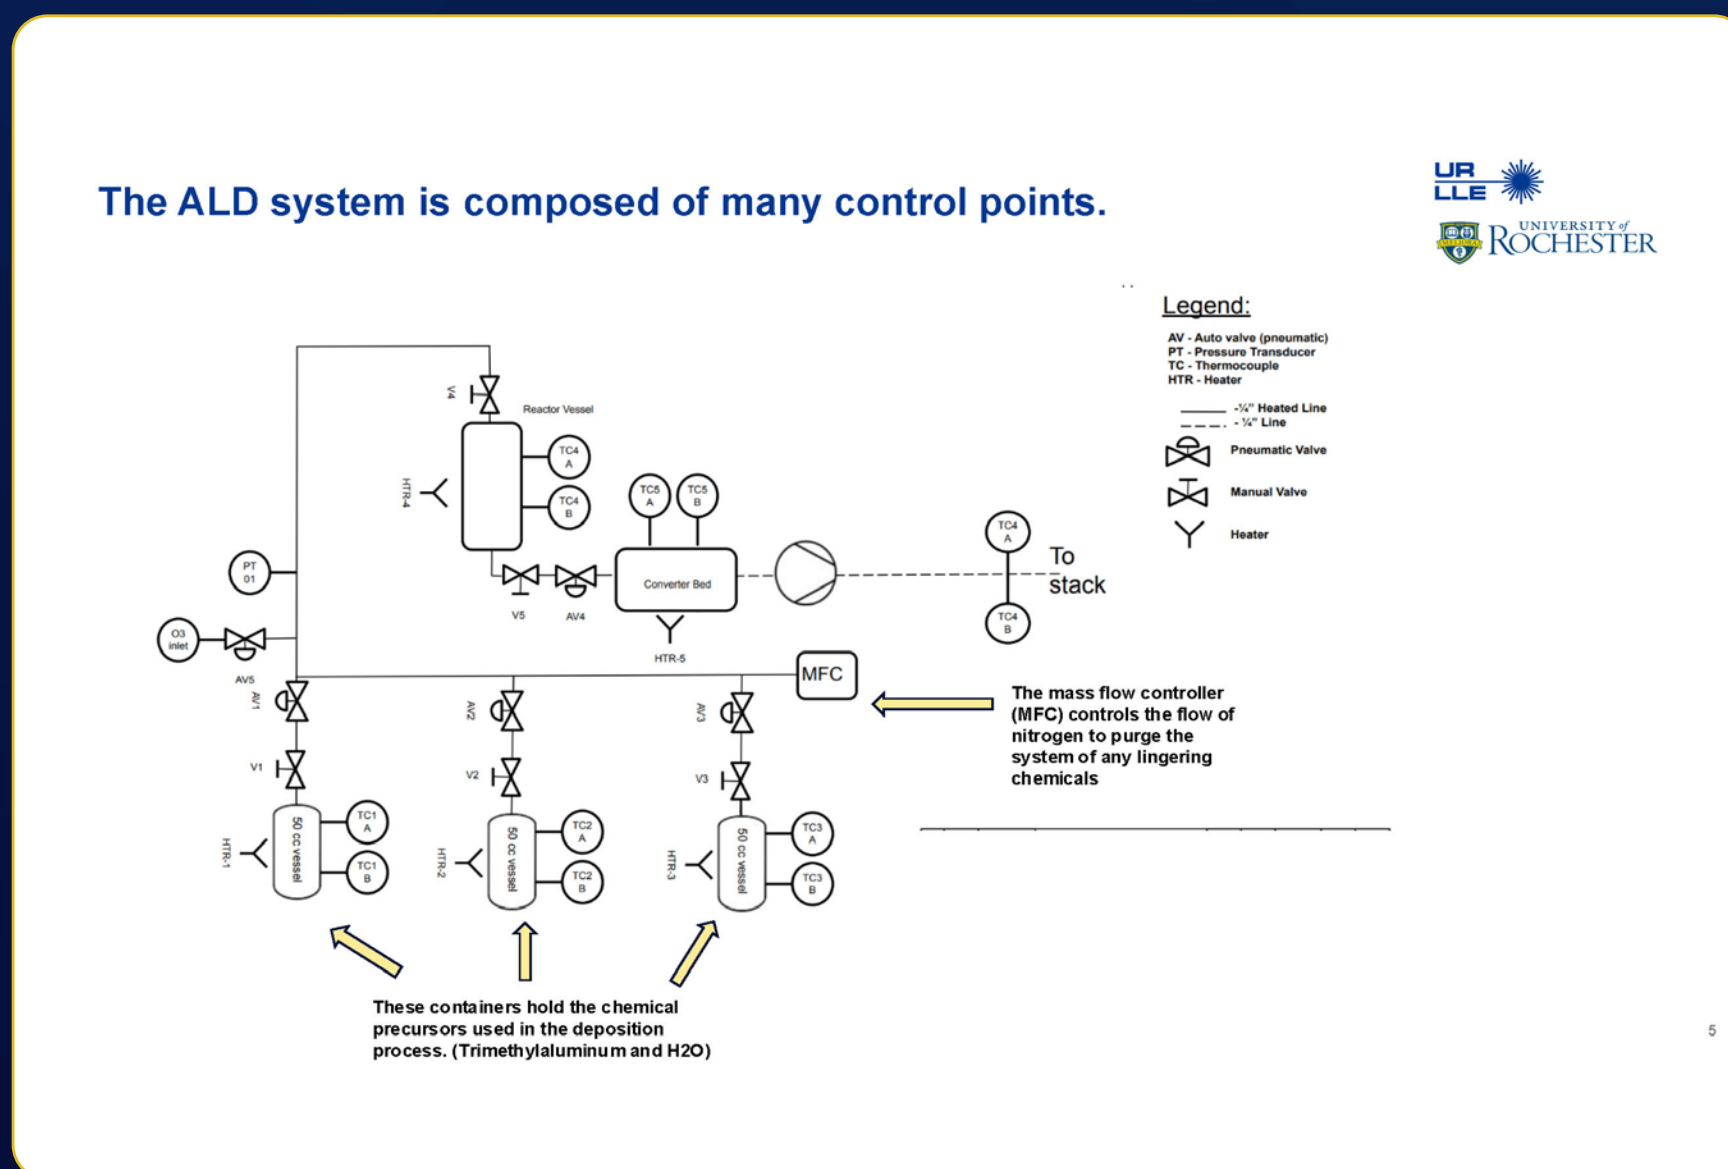 The ALD system is composed of many control points.
UR
LLE
UNIVERSITY of
ROCHESTER
Legend:
AV - Auto valve (pneumatic)
PT - Pressure Transducer
TC - Thermocouple
HTR - Heater
-¼" Heated Line
- ¼" Line
Pneumatic Valve
Manual Valve
Heater
V4
Reactor Vessel
TC4
A
TC4
B
HTR-4
TC5
A
TC5
B
TC4
A
To
stack
TC4
B
PT
01
Converter Bed
V5
AV4
HTR-5
O3
inlet
AV5
MFC
AV1
AV2
AV3
The mass flow controller
(MFC) controls the flow of
nitrogen to purge the
system of any lingering
chemicals
V1
V2
V3
50 cc vessel
TC1
A
TC1
B
HTR-1
50 cc vessel
TC2
A
TC2
B
HTR-2
50 cc vessel
TC3
A
TC3
B
HTR-3
These containers hold the chemical
precursors used in the deposition
process. (Trimethylaluminum and H2O)
5